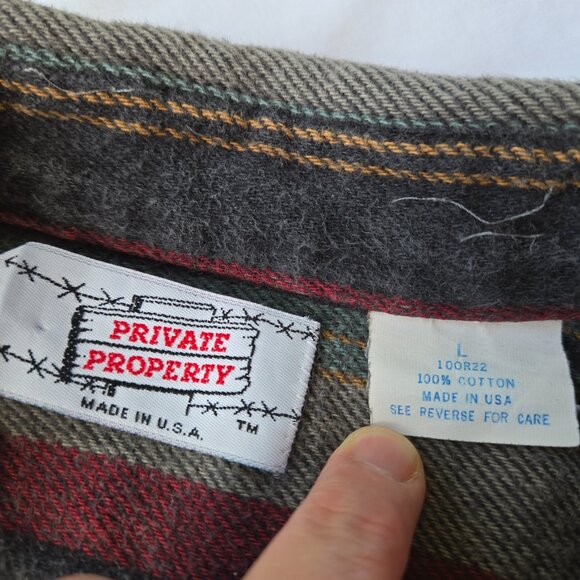 PRIVATE
PROPERTY
MADE IN U.S.A.
TM
L
100R22
100% COTTON
MADE IN USA
SEE REVERSE FOR CARE